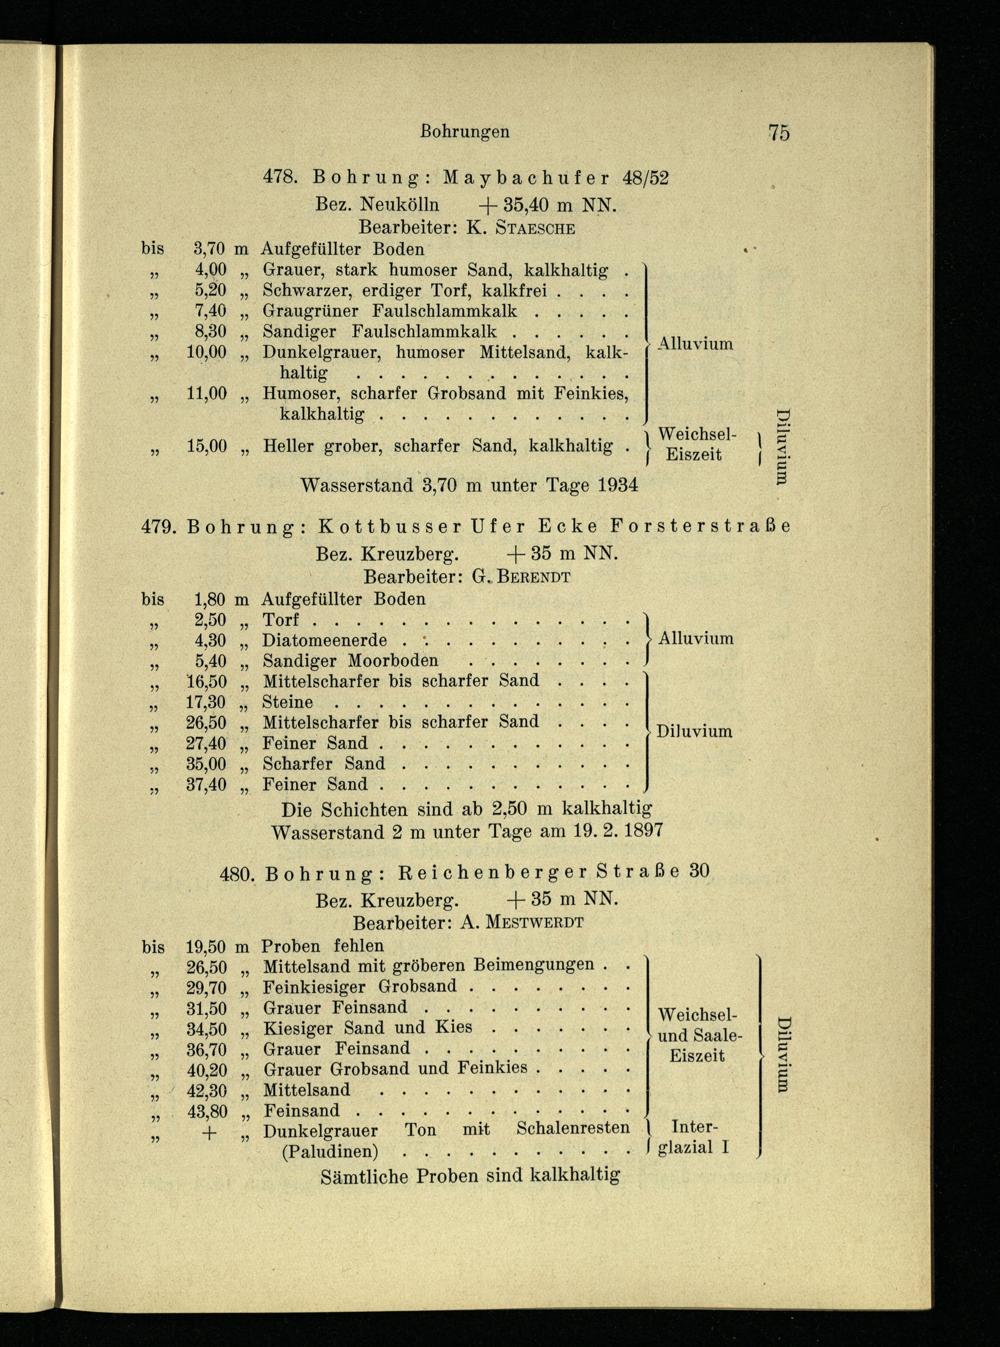 Bohrungen 75
478. Bohrung: Maybachufer 48/52
Bez. Neukölln + 35,40 m NN.
Bearbeiter: K. STAESCHE
bis 3,70 m Aufgefüllter Boden
„ 4,00 „ Grauer, stark humoser Sand, kalkhaltig .
„ 5,20 „ Schwarzer, erdiger Torf, kalkfrei . . . .
„ 7,40 „ Graugrüner Faulschlammkalk . . . . .
„ 8,30 „ Sandiger Faulschlammkalk . . . . . .
Alluvium
„ 10,00 „ Dunkelgrauer, humoser Mittelsand, kalk-
haltig . . . . . . . . . . . .
„ 11,00 „ Humoser, scharfer Grobsand mit Feinkies,
kalkhaltig . . . . . . . . . . .
„ 15,00 „ Heller grober, scharfer Sand, kalkhaltig .
Weichsel-
Eiszeit
Diluvium
Wasserstand 3,70 m unter Tage 1934
479. Bohrung: Kottbusser Ufer Ecke Forsterstraße
Bez. Kreuzberg. + 35 m NN.
Bearbeiter: G. BERENDT
bis 1,80 m Aufgefüllter Boden
„ 2,50 „ Torf . . . . . . . . . . . . . .
„ 4,30 „ Diatomeenerde . . . . . . . . . . . Alluvium
„ 5,40 „ Sandiger Moorboden . . . . . . . .
„ 16,50 „ Mittelscharfer bis scharfer Sand . . . .
„ 17,30 „ Steine . . . . . . . . . . . . .
„ 26,50 „ Mittelscharfer bis scharfer Sand . . . .
Diluvium
„ 27,40 „ Feiner Sand . . . . . . . . . . .
„ 35,00 „ Scharfer Sand . . . . . . . . . . .
„ 37,40 „ Feiner Sand . . . . . . . . . . .
Die Schichten sind ab 2,50 m kalkhaltig
Wasserstand 2 m unter Tage am 19. 2. 1897
480. Bohrung: Reichenberger Straße 30
Bez. Kreuzberg. + 35 m NN.
Bearbeiter: A. MESTWERDT
bis 19,50 m Proben fehlen
„ 26,50 „ Mittelsand mit gröberen Beimengungen . .
„ 29,70 „ Feinkiesiger Grobsand . . . . . . . .
„ 31,50 „ Grauer Feinsand . . . . . . . . . .
„ 34,50 „ Kiesiger Sand und Kies . . . . . . .
„ 36,70 „ Grauer Feinsand . . . . . . . . . .
„ 40,20 „ Grauer Grobsand und Feinkies . . . . .
„ 42,30 „ Mittelsand . . . . . . . . . . .
„ 43,80 „ Feinsand . . . . . . . . . . . .
Weichsel-
und Saale-
Eiszeit
„ + „ Dunkelgrauer Ton mit Schalenresten
(Paludinen) . . . . . . . . . . .
Inter-
glazial I
Diluvium
Sämtliche Proben sind kalkhaltig